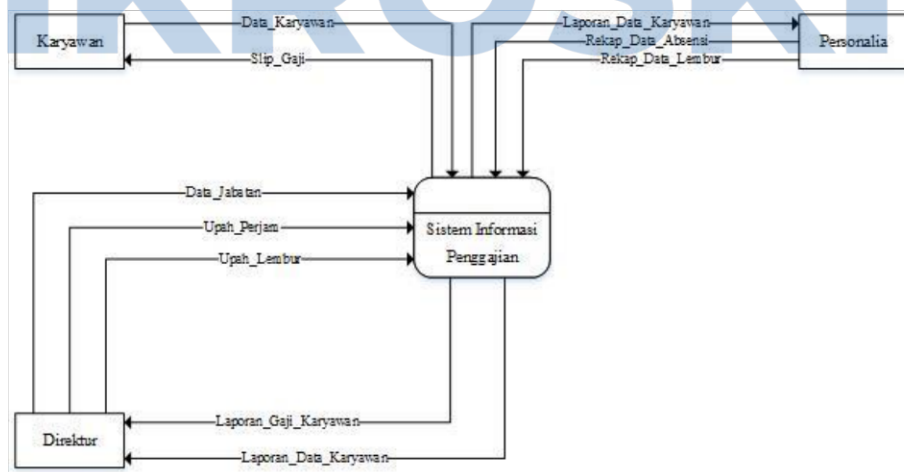 Karyawan
Data_Karyawan
Slip_Gaji
Laporan_Data_Karyawan
Rekap_Data_Absensi
Rekap_Data_Lembur
Personalia
Data_Jabatan
Upah_Perjam
Upah_Lembur
Sistem Informasi
Penggajian
Direktur
Laporan_Gaji_Karyawan
Laporan_Data_Karyawan